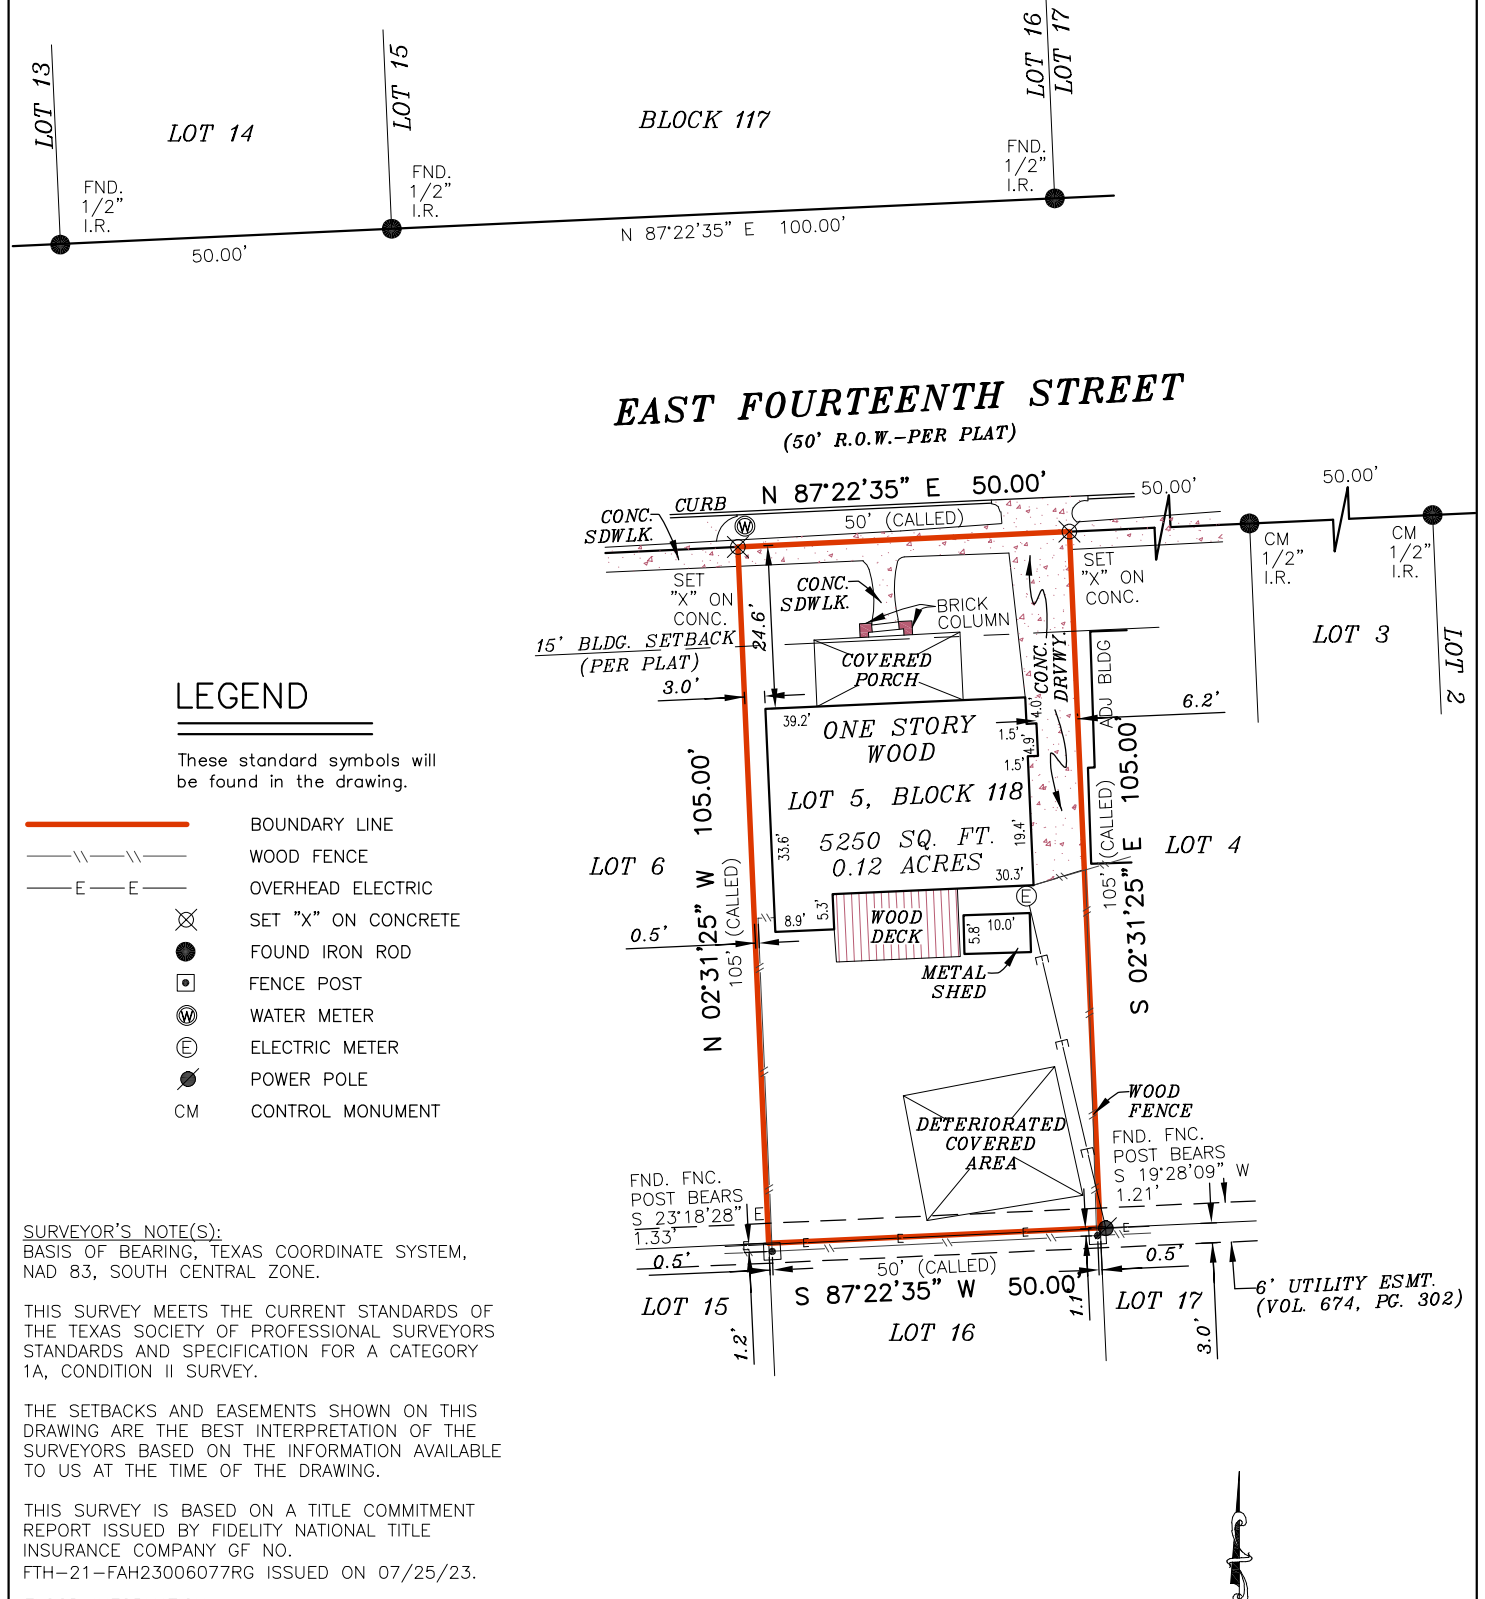 LOT 13
LOT 14
LOT 15
BLOCK 117
LOT 16
LOT 17
FND.
1/2"
I.R.
FND.
1/2"
I.R.
FND.
1/2"
I.R.
50.00'
N 87°22'35" E 100.00'
EAST FOURTEENTH STREET
(50' R.O.W.-PER PLAT)
N 87°22'35" E 50.00'
50' (CALLED)
CURB
CONC.
SDWLK.
W
50.00'
50.00'
SET
"X" ON
CONC.
CONC.
SDWLK.
BRICK
COLUMN
SET
"X" ON
CONC.
CM
1/2"
I.R.
CM
1/2"
I.R.
24.6'
15' BLDG. SETBACK
(PER PLAT)
COVERED
PORCH
CONC.
DRVWY
ADJ BLDG
LOT 3
LOT 2
3.0'
6.2'
39.2'
4.0'
1.5'
4.9'
1.5'
ONE STORY
WOOD
LOT 5, BLOCK 118
5250 SQ. FT.
0.12 ACRES
33.6'
19.4'
30.3'
LOT 6
LOT 4
N 02°31'25" W 105.00'
105' (CALLED)
S 02°31'25" E 105.00'
105' (CALLED)
8.9'
5.3'
WOOD
DECK
5.8'
10.0'
E
0.5'
METAL
SHED
E
E
E
DETERIORATED
COVERED
AREA
WOOD
FENCE
FND. FNC.
POST BEARS
S 19°28'09" W
1.21'
FND. FNC.
POST BEARS
S 23°18'28" E
1.33'
E
E
E
E
E
0.5'
0.5'
50' (CALLED)
S 87°22'35" W 50.00'
1.2'
1.1'
3.0'
6' UTILITY ESMT.
(VOL. 674, PG. 302)
LOT 15
LOT 16
LOT 17
LEGEND
These standard symbols will
be found in the drawing.
BOUNDARY LINE
WOOD FENCE
E E OVERHEAD ELECTRIC
SET "X" ON CONCRETE
FOUND IRON ROD
FENCE POST
W WATER METER
E ELECTRIC METER
POWER POLE
CM CONTROL MONUMENT
SURVEYOR'S NOTE(S):
BASIS OF BEARING, TEXAS COORDINATE SYSTEM,
NAD 83, SOUTH CENTRAL ZONE.
THIS SURVEY MEETS THE CURRENT STANDARDS OF
THE TEXAS SOCIETY OF PROFESSIONAL SURVEYORS
STANDARDS AND SPECIFICATION FOR A CATEGORY
1A, CONDITION II SURVEY.
THE SETBACKS AND EASEMENTS SHOWN ON THIS
DRAWING ARE THE BEST INTERPRETATION OF THE
SURVEYORS BASED ON THE INFORMATION AVAILABLE
TO US AT THE TIME OF THE DRAWING.
THIS SURVEY IS BASED ON A TITLE COMMITMENT
REPORT ISSUED BY FIDELITY NATIONAL TITLE
INSURANCE COMPANY GF NO.
FTH-21-FAH23006077RG ISSUED ON 07/25/23.